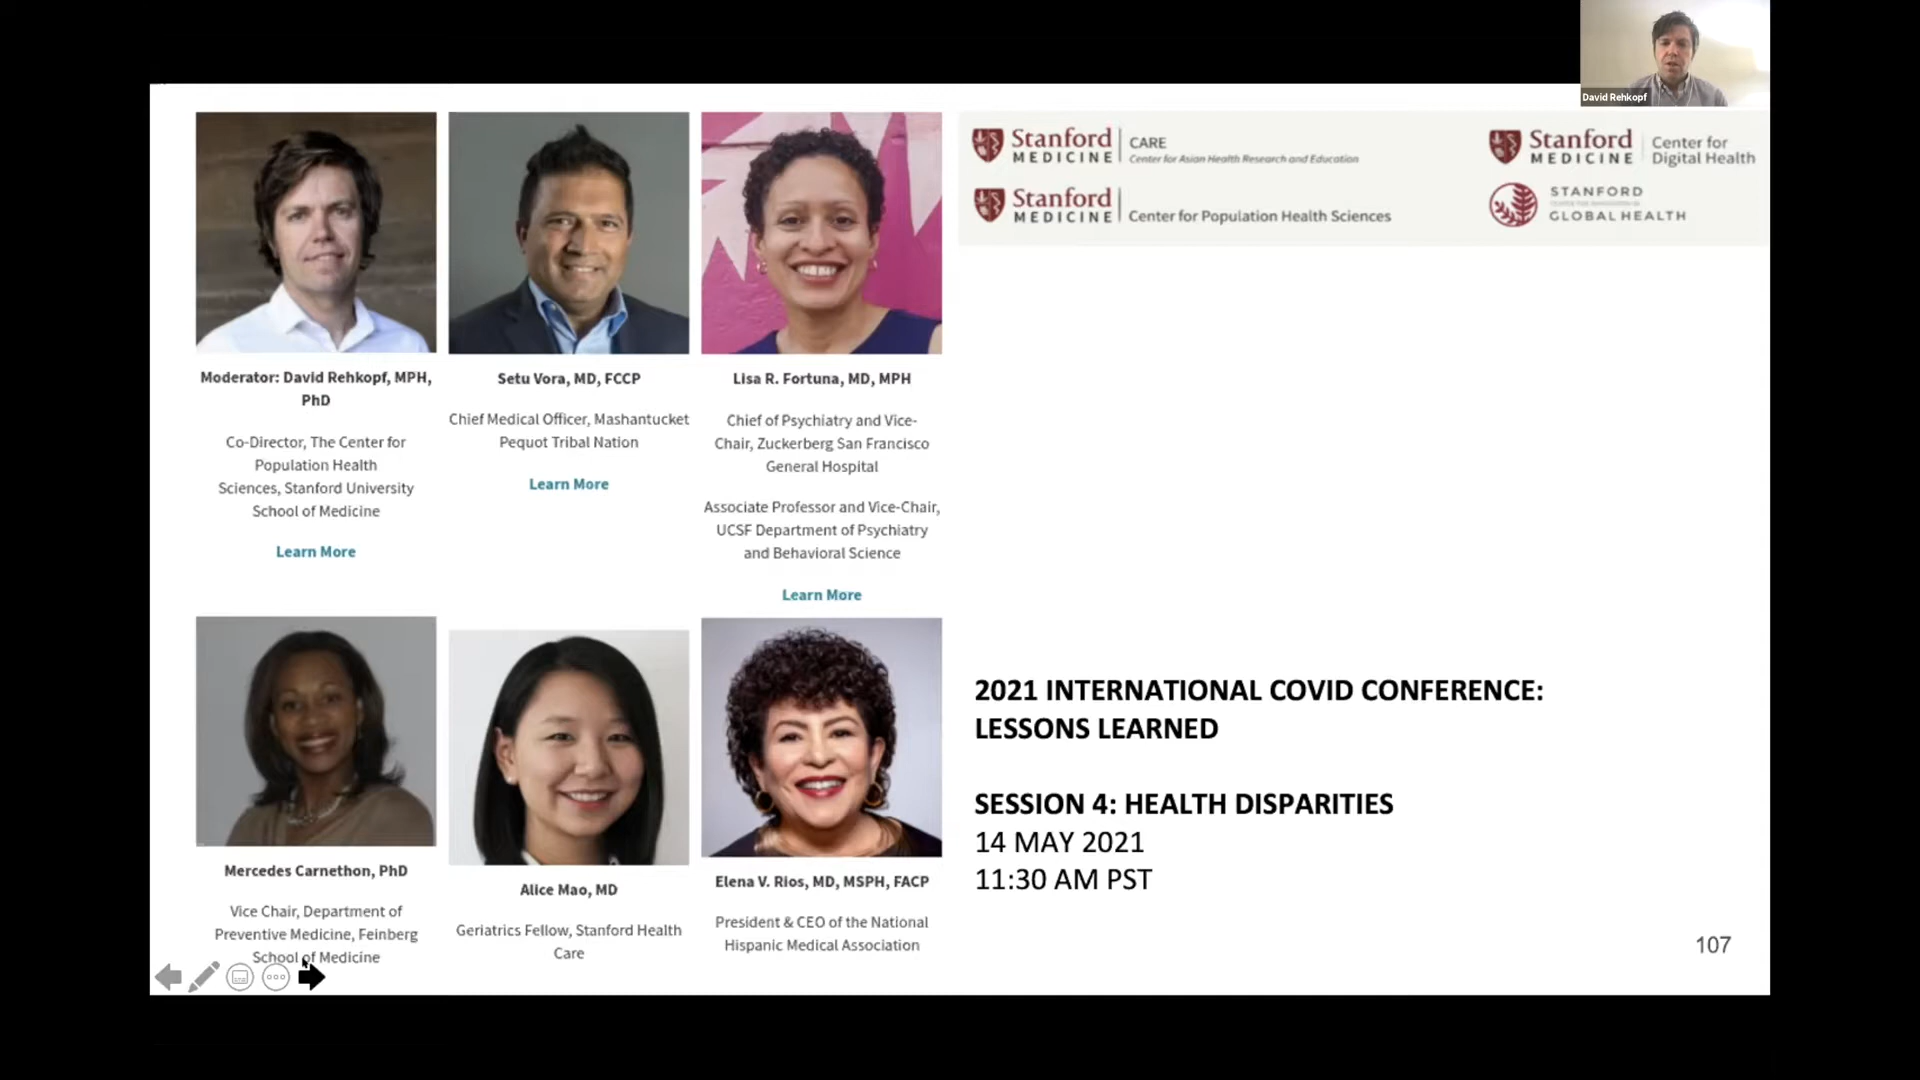 David Rehkopf
Stanford
MEDICINE
CARE
Center for Asian Health Research and Education
Stanford
MEDICINE
Center for
Digital Health
Stanford
MEDICINE
Center for Population Health Sciences
STANFORD
GLOBAL HEALTH
Moderator: David Rehkopf, MPH,
PhD
Co-Director, The Center for
Population Health
Sciences, Stanford University
School of Medicine
Learn More
Setu Vora, MD, FCCP
Chief Medical Officer, Mashantucket
Pequot Tribal Nation
Learn More
Lisa R. Fortuna, MD, MPH
Chief of Psychiatry and Vice-
Chair, Zuckerberg San Francisco
General Hospital
Associate Professor and Vice-Chair,
UCSF Department of Psychiatry
and Behavioral Science
Learn More
Mercedes Carnethon, PhD
Vice Chair, Department of
Preventive Medicine, Feinberg
School of Medicine
Alice Mao, MD
Geriatrics Fellow, Stanford Health
Care
Elena V. Rios, MD, MSPH, FACP
President & CEO of the National
Hispanic Medical Association
2021 INTERNATIONAL COVID CONFERENCE:
LESSONS LEARNED
SESSION 4: HEALTH DISPARITIES
14 MAY 2021
11:30 AM PST
107